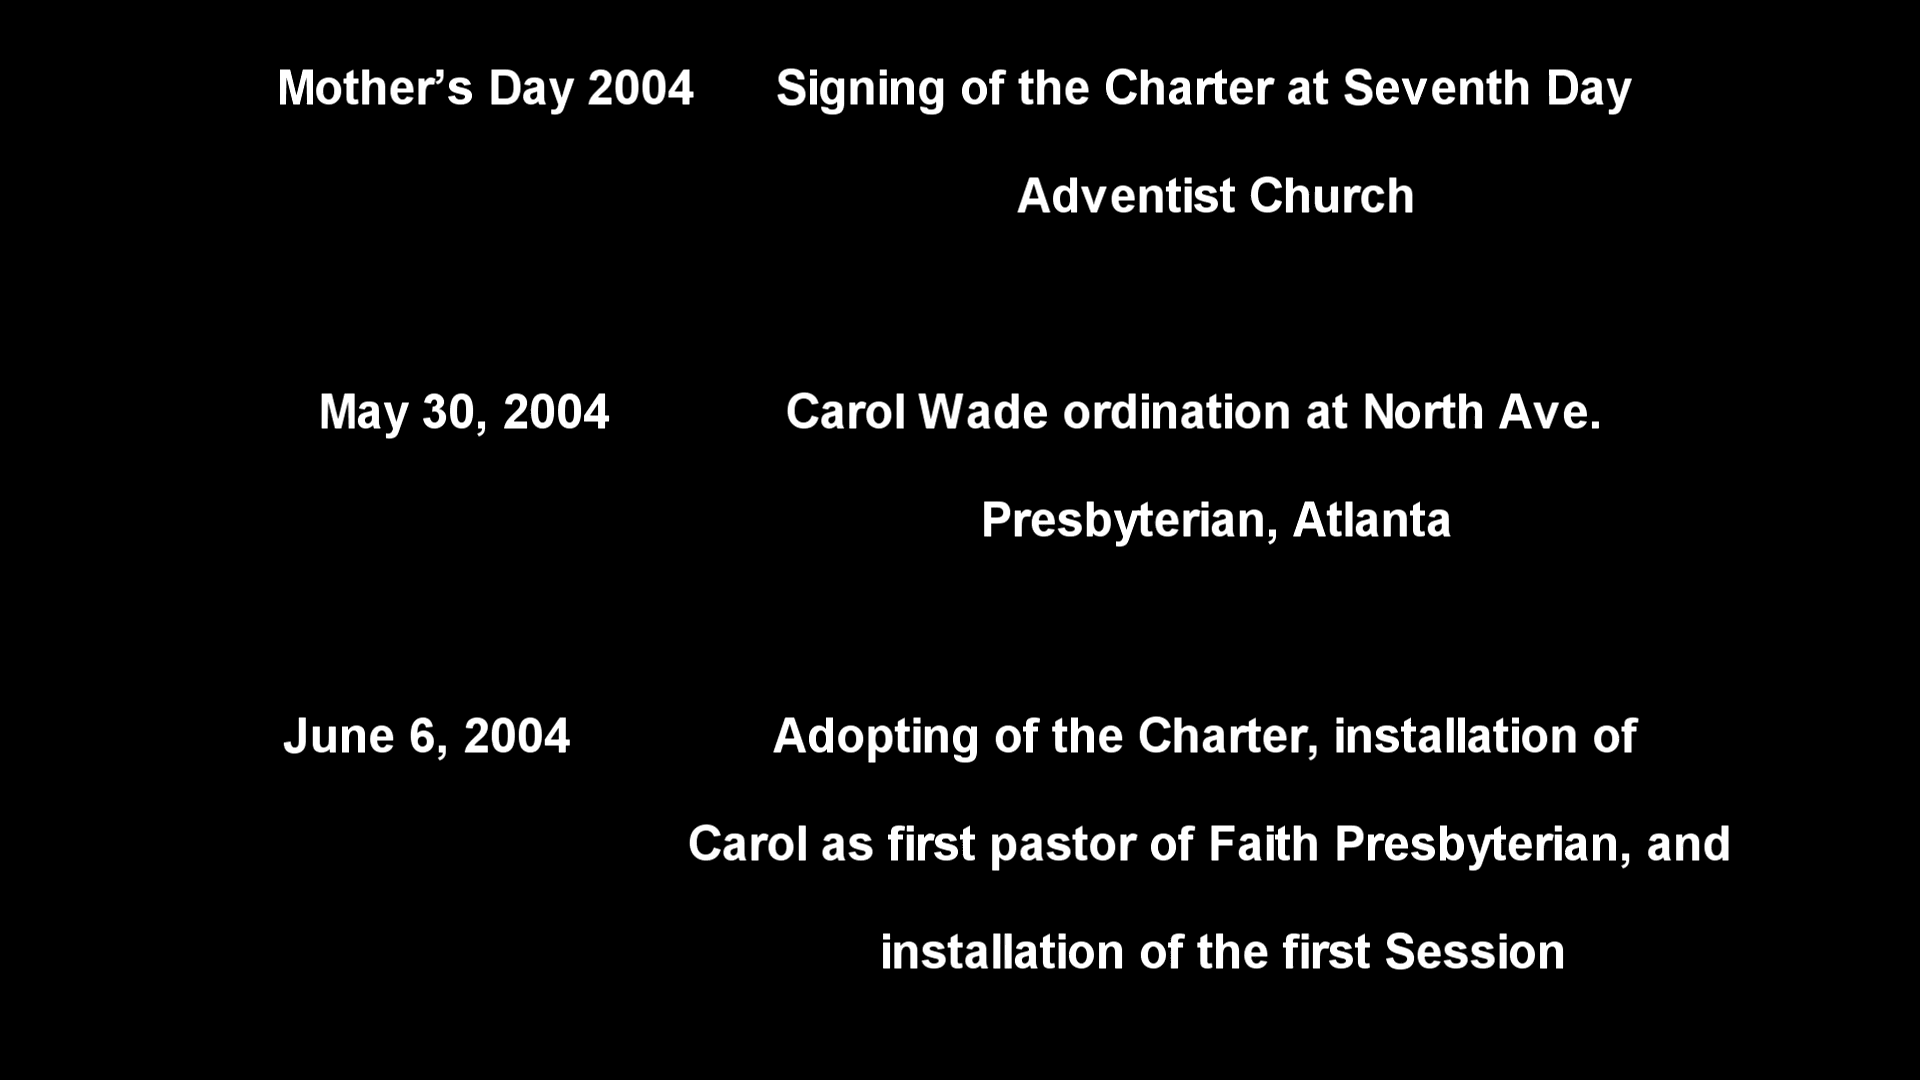 Mother’s Day 2004 Signing of the Charter at Seventh Day
Adventist Church
May 30, 2004 Carol Wade ordination at North Ave.
Presbyterian, Atlanta
June 6, 2004 Adopting of the Charter, installation of
Carol as first pastor of Faith Presbyterian, and
installation of the first Session